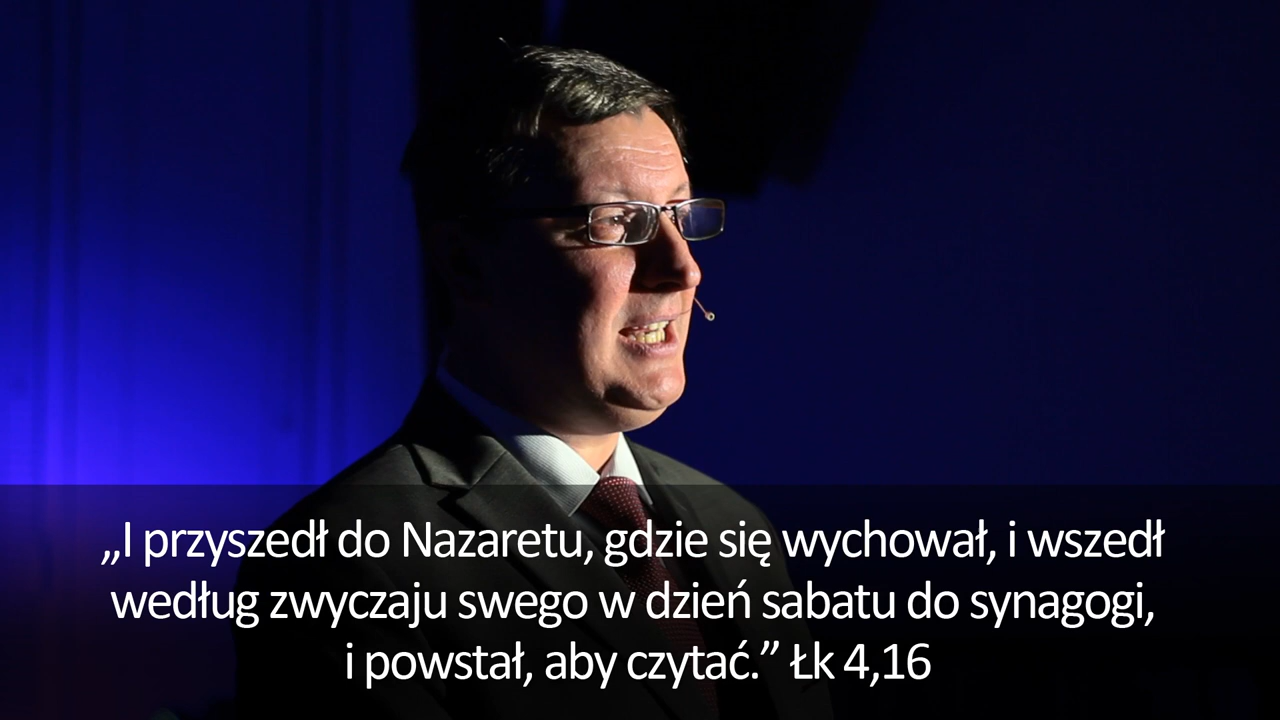 „I przyszedł do Nazaretu, gdzie się wychował, i wszedł
według zwyczaju swego w dzień sabatu do synagogi,
i powstał, aby czytać.” Łk 4,16